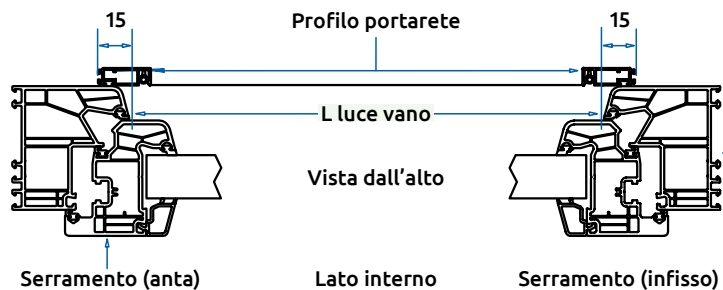 15 Profilo portarete 15
L luce vano
Vista dall'alto
Serramento (anta) Lato interno Serramento (infisso)